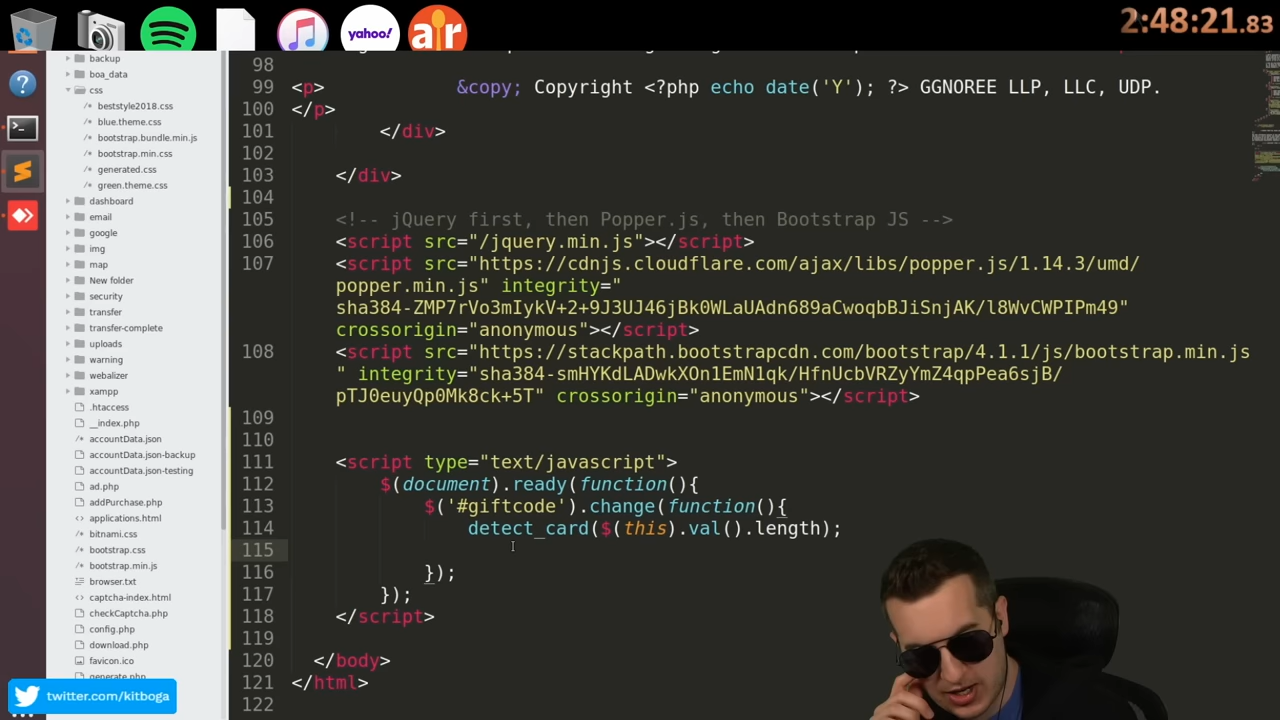 yahoo!
air
2:48:21.83
backup
boa_data
css
beststyle2018.css
blue.theme.css
bootstrap.bundle.min.js
bootstrap.min.css
generated.css
green.theme.css
dashboard
email
google
img
map
New folder
security
transfer
transfer-complete
uploads
warning
webalizer
xampp
.htaccess
__index.php
accountData.json
accountData.json-backup
accountData.json-testing
ad.php
addPurchase.php
applications.html
bitnami.css
bootstrap.css
bootstrap.min.js
browser.txt
captcha-index.html
checkCaptcha.php
config.php
download.php
favicon.ico
twitter.com/kitboga
98
99 <p> &copy; Copyright <?php echo date('Y'); ?> GGNOREE LLP, LLC, UDP.
100 </p>
101 </div>
102
103 </div>
104
105 <!-- jQuery first, then Popper.js, then Bootstrap JS -->
106 <script src="/jquery.min.js"></script>
107 <script src="https://cdnjs.cloudflare.com/ajax/libs/popper.js/1.14.3/umd/
popper.min.js" integrity="
sha384-ZMP7rVo3mIykV+2+9J3UJ46jBk0WLaUAdn689aCwoqbBJiSnjAK/l8WvCWPIPm49"
crossorigin="anonymous"></script>
108 <script src="https://stackpath.bootstrapcdn.com/bootstrap/4.1.1/js/bootstrap.min.js
" integrity="sha384-smHYKdLADwkXOn1EmN1qk/HfnUcbVRZyYmZ4qpPea6sjB/
pTJ0euyQp0Mk8ck+5T" crossorigin="anonymous"></script>
109
110
111 <script type="text/javascript">
112 $(document).ready(function(){
113 $('#giftcode').change(function(){
114 detect_card($(this).val().length);
115
116 });
117 });
118 </script>
119
120 </body>
121 </html>
122